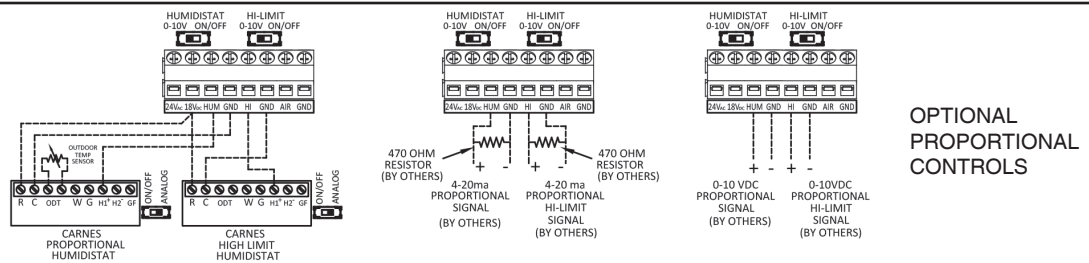 HUMIDISTAT HI-LIMIT
0-10V ON/OFF 0-10V ON/OFF
24VAC 18VDC HUM GND HI GND AIR GND
OUTDOOR
TEMP
SENSOR
R C ODT W G H1+ H2- GF
ON/OFF
ANALOG
R C ODT W G H1+ H2- GF
ON/OFF
ANALOG
CARNES
PROPORTIONAL
HUMIDISTAT
CARNES
HIGH LIMIT
HUMIDISTAT
HUMIDISTAT HI-LIMIT
0-10V ON/OFF 0-10V ON/OFF
24VAC 18VDC HUM GND HI GND AIR GND
470 OHM
RESISTOR
(BY OTHERS)
+ - + -
470 OHM
RESISTOR
(BY OTHERS)
4-20ma
PROPORTIONAL
SIGNAL
(BY OTHERS)
4-20 ma
PROPORTIONAL
HI-LIMIT
SIGNAL
(BY OTHERS)
HUMIDISTAT HI-LIMIT
0-10V ON/OFF 0-10V ON/OFF
24VAC 18VDC HUM GND HI GND AIR GND
+ - + -
0-10 VDC
PROPORTIONAL
SIGNAL
(BY OTHERS)
0-10VDC
PROPORTIONAL
HI-LIMIT
SIGNAL
(BY OTHERS)
OPTIONAL
PROPORTIONAL
CONTROLS